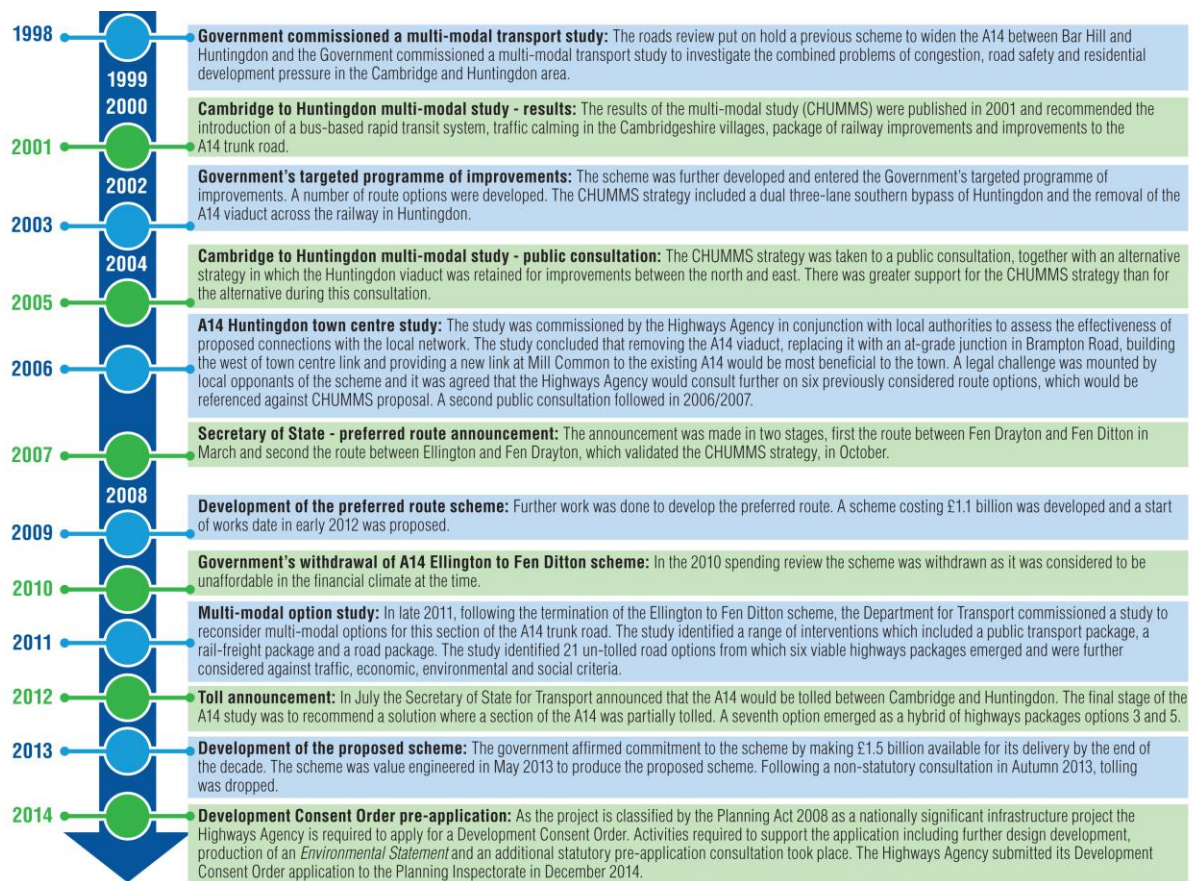 1998
Government commissioned a multi-modal transport study: The roads review put on hold a previous scheme to widen the A14 between Bar Hill and
Huntingdon and the Government commissioned a multi-modal transport study to investigate the combined problems of congestion, road safety and residential
development pressure in the Cambridge and Huntingdon area.
1999
2000
Cambridge to Huntingdon multi-modal study - results: The results of the multi-modal study (CHUMMS) were published in 2001 and recommended the
introduction of a bus-based rapid transit system, traffic calming in the Cambridgeshire villages, package of railway improvements and improvements to the
A14 trunk road.
2001
2002
Government's targeted programme of improvements: The scheme was further developed and entered the Government's targeted programme of
improvements. A number of route options were developed. The CHUMMS strategy included a dual three-lane southern bypass of Huntingdon and the removal of the
A14 viaduct across the railway in Huntingdon.
2003
2004
Cambridge to Huntingdon multi-modal study - public consultation: The CHUMMS strategy was taken to a public consultation, together with an alternative
strategy in which the Huntingdon viaduct was retained for improvements between the north and east. There was greater support for the CHUMMS strategy than for
the alternative during this consultation.
2005
A14 Huntingdon town centre study: The study was commissioned by the Highways Agency in conjunction with local authorities to assess the effectiveness of
proposed connections with the local network. The study concluded that removing the A14 viaduct, replacing it with an at-grade junction in Brampton Road, building
the west of town centre link and providing a new link at Mill Common to the existing A14 would be most beneficial to the town. A legal challenge was mounted by
local opponants of the scheme and it was agreed that the Highways Agency would consult further on six previously considered route options, which would be
referenced against CHUMMS proposal. A second public consultation followed in 2006/2007.
2006
Secretary of State - preferred route announcement: The announcement was made in two stages, first the route between Fen Drayton and Fen Ditton in
March and second the route between Ellington and Fen Drayton, which validated the CHUMMS strategy, in October.
2007
2008
Development of the preferred route scheme: Further work was done to develop the preferred route. A scheme costing £1.1 billion was developed and a start
of works date in early 2012 was proposed.
2009
Government's withdrawal of A14 Ellington to Fen Ditton scheme: In the 2010 spending review the scheme was withdrawn as it was considered to be
unaffordable in the financial climate at the time.
2010
Multi-modal option study: In late 2011, following the termination of the Ellington to Fen Ditton scheme, the Department for Transport commissioned a study to
reconsider multi-modal options for this section of the A14 trunk road. The study identified a range of interventions which included a public transport package, a
rail-freight package and a road package. The study identified 21 un-tolled road options from which six viable highways packages emerged and were further
considered against traffic, economic, environmental and social criteria.
2011
2012
Toll announcement: In July the Secretary of State for Transport announced that the A14 would be tolled between Cambridge and Huntingdon. The final stage of the
A14 study was to recommend a solution where a section of the A14 was partially tolled. A seventh option emerged as a hybrid of highways packages options 3 and 5.
2013
Development of the proposed scheme: The government affirmed commitment to the scheme by making £1.5 billion available for its delivery by the end of
the decade. The scheme was value engineered in May 2013 to produce the proposed scheme. Following a non-statutory consultation in Autumn 2013, tolling
was dropped.
2014
Development Consent Order pre-application: As the project is classified by the Planning Act 2008 as a nationally significant infrastructure project the
Highways Agency is required to apply for a Development Consent Order. Activities required to support the application including further design development,
production of an Environmental Statement and an additional statutory pre-application consultation took place. The Highways Agency submitted its Development
Consent Order application to the Planning Inspectorate in December 2014.